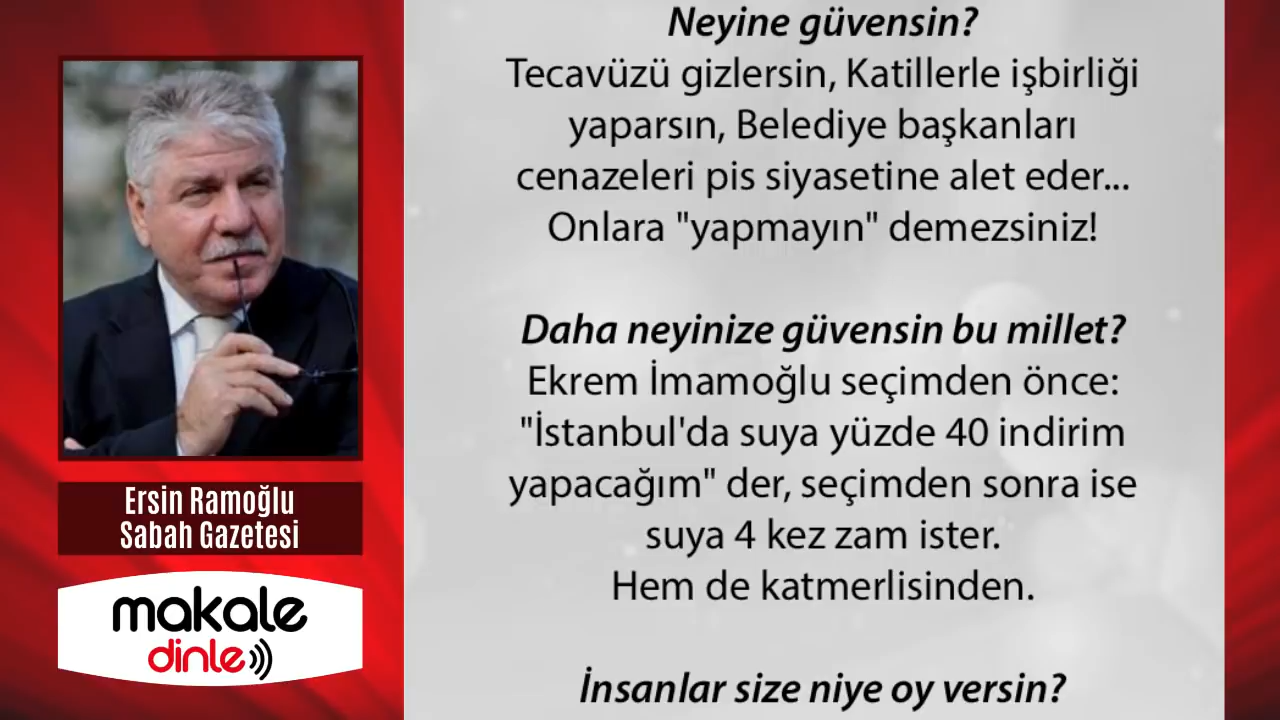 Neyine güvensin?
Tecavüzü gizlersin, Katillerle işbirliği
yaparsın, Belediye başkanları
cenazeleri pis siyasetine alet eder...
Onlara "yapmayın" demezsiniz!
Daha neyinize güvensin bu millet?
Ekrem İmamoğlu seçimden önce:
"İstanbul'da suya yüzde 40 indirim
yapacağım" der, seçimden sonra ise
suya 4 kez zam ister.
Hem de katmerlisinden.
İnsanlar size niye oy versin?
Ersin Ramoğlu
Sabah Gazetesi
makale
dinle